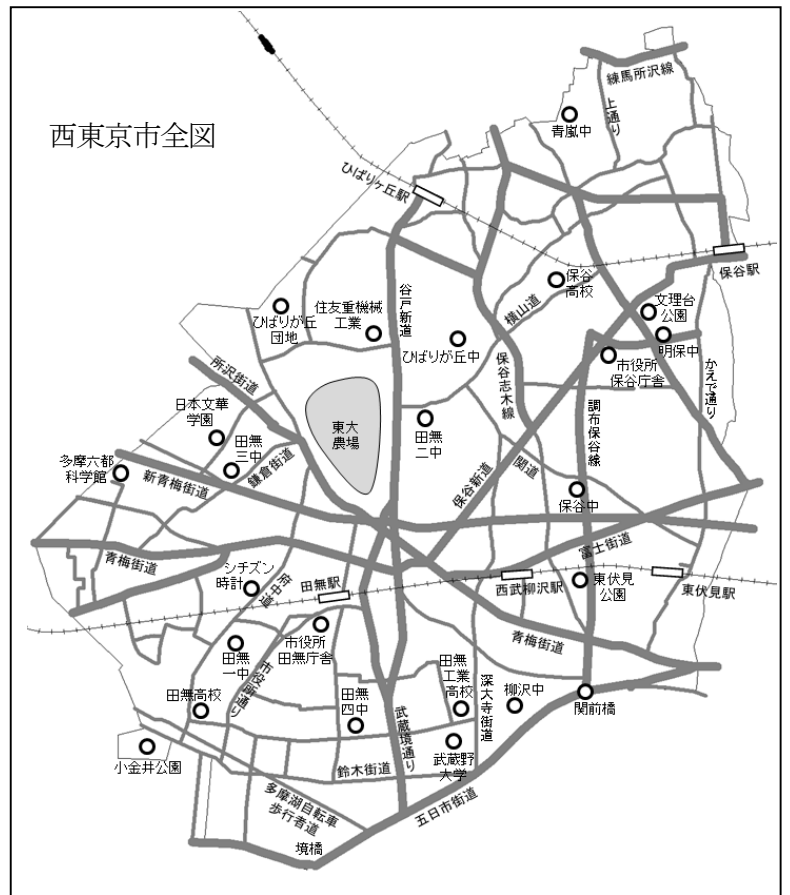 西東京市全図
練馬所沢線
上通り
青嵐中
ひばりヶ丘駅
保谷駅
保谷
高校
横山道
文理台
公園
谷戸新道
住友重機械
工業
ひばりが丘
団地
ひばりが丘中
明保中
市役所
保谷庁舎
かえで通り
保谷志木線
所沢街道
調布保谷線
日本文華
学園
東大
農場
田無
二中
田無
三中
鎌倉街道
多摩六都
科学館
新青梅街道
保谷新道
関道
保谷中
富士街道
青梅街道
シチズン
時計
府中道
田無駅
西武柳沢駅
東伏見
公園
東伏見駅
市役所
田無庁舎
青梅街道
田無
一中
市役所通り
田無
工業
高校
田無高校
田無
四中
武蔵境通り
深大寺街道
柳沢中
関前橋
小金井公園
鈴木街道
武蔵野
大学
多摩湖自転車
歩行者道
五日市街道
境橋